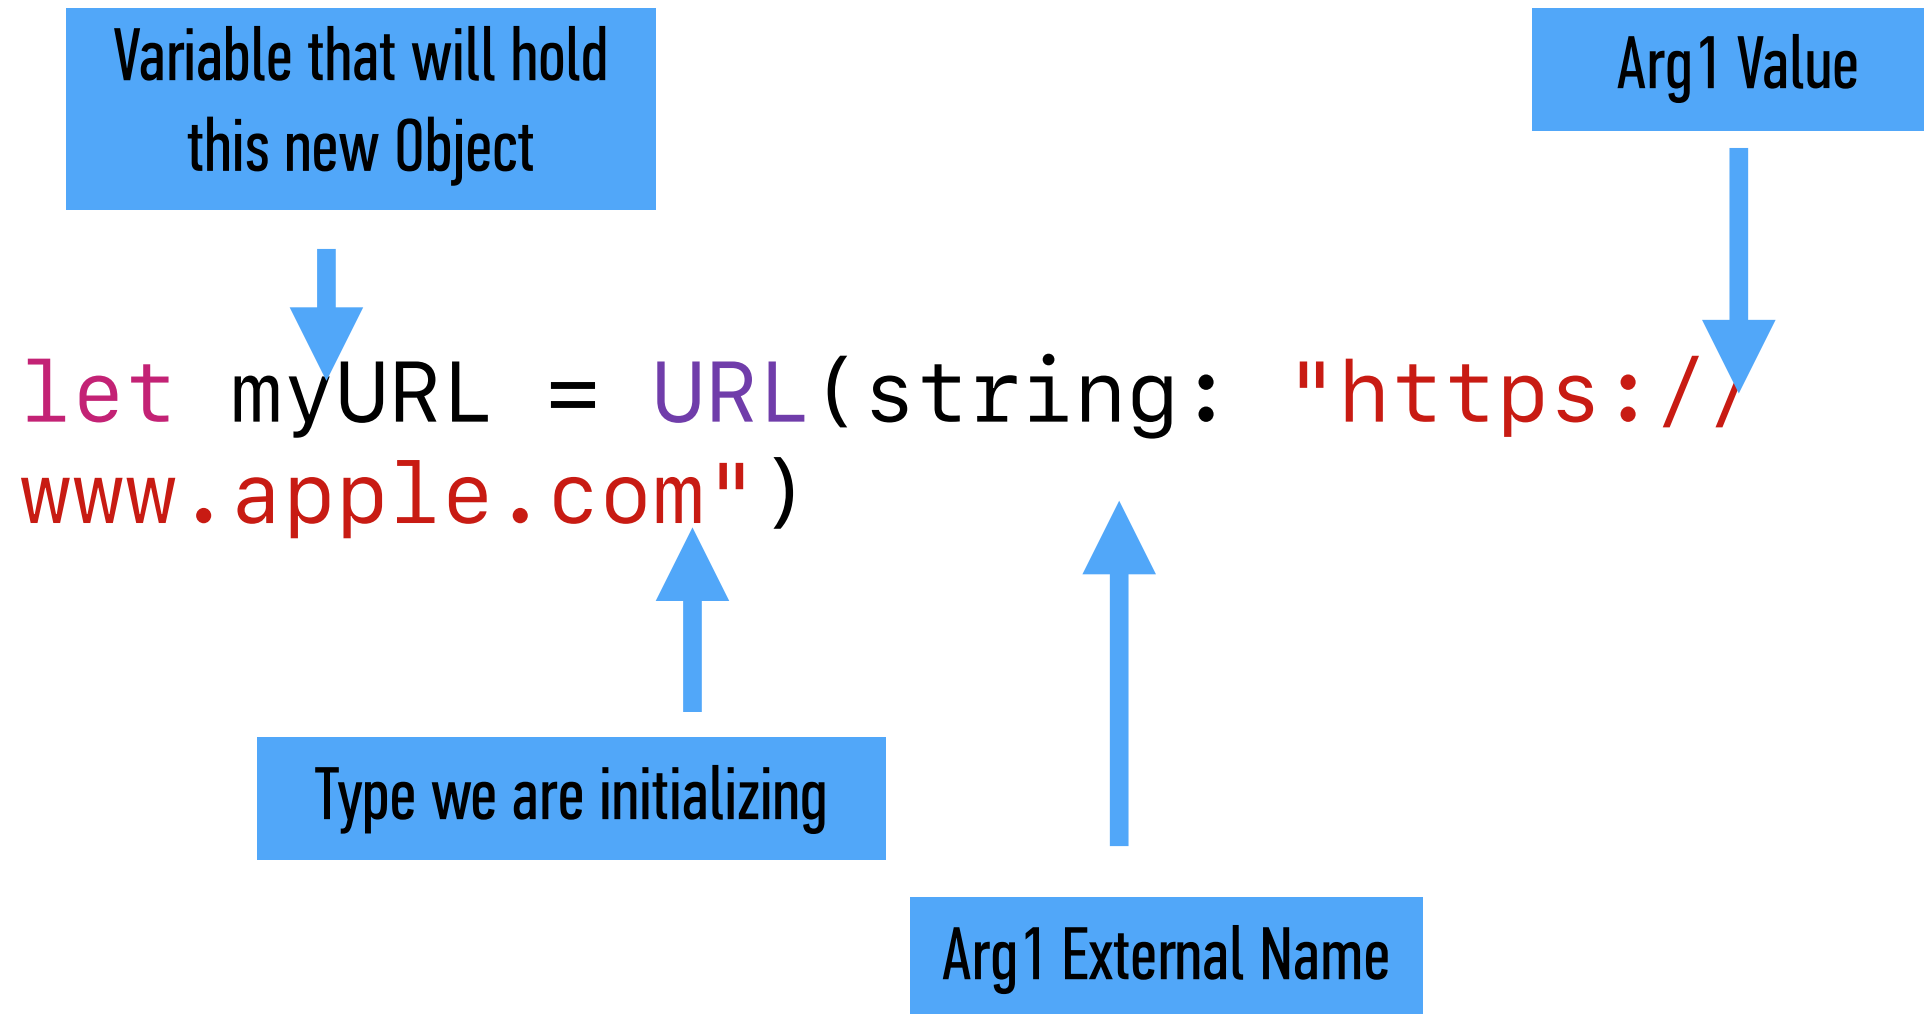 Variable that will hold
this new Object
Arg1 Value
let myURL = URL(string: "https://
www.apple.com")
Type we are initializing
Arg1 External Name